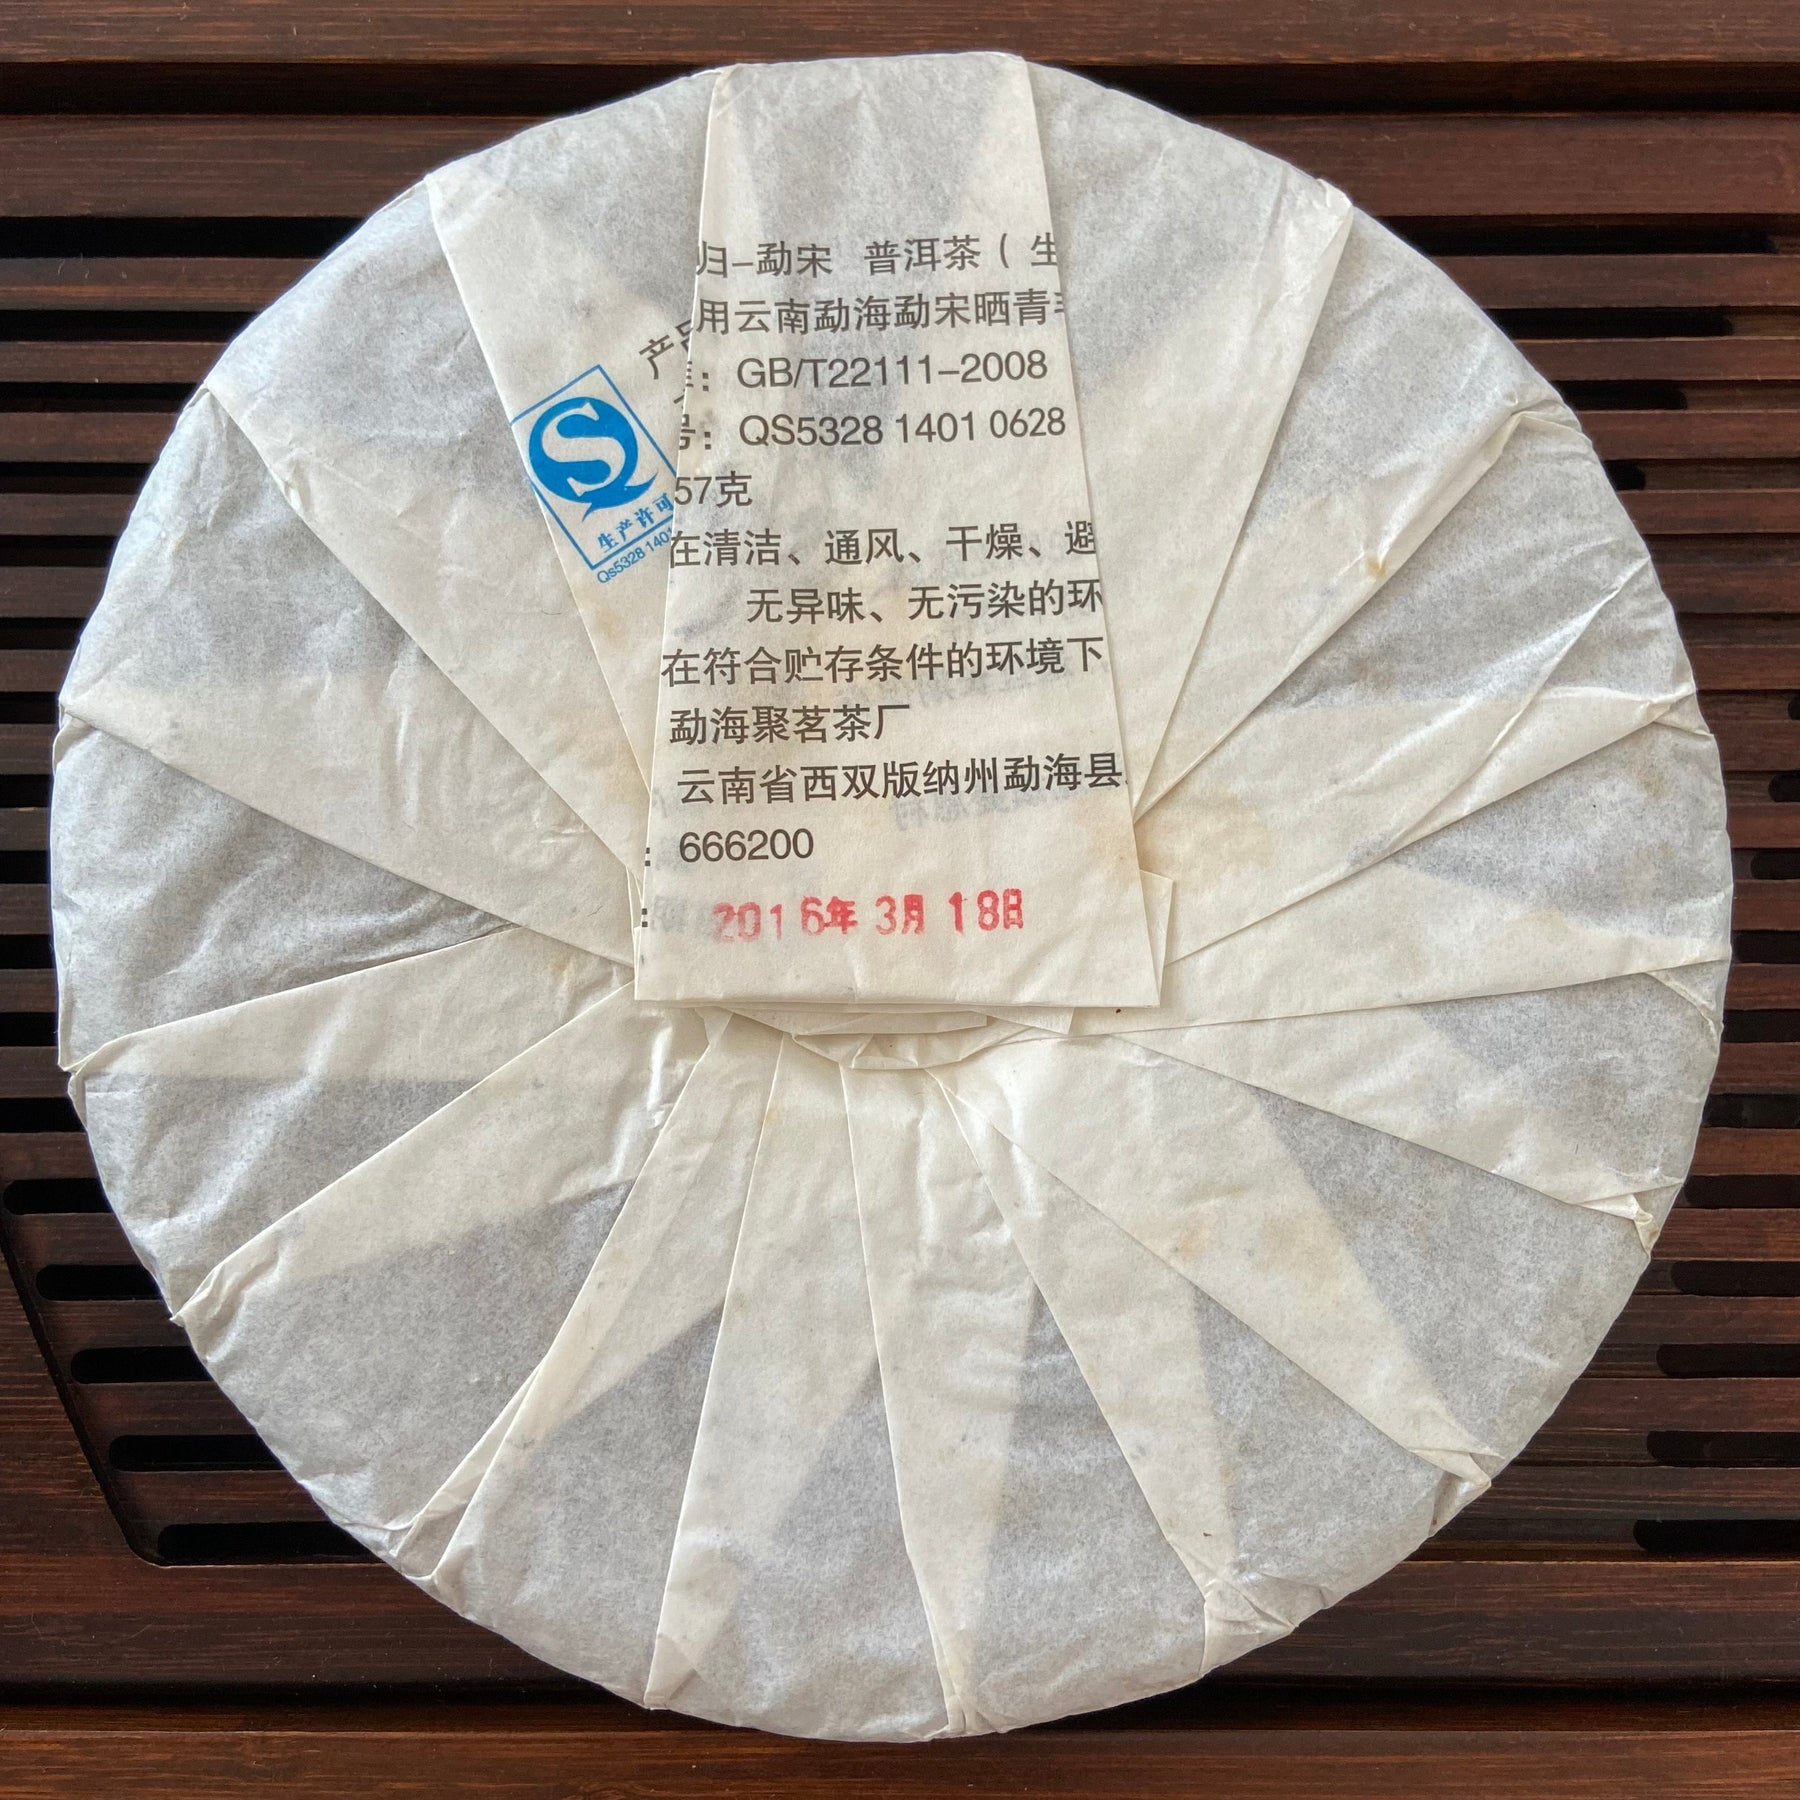 归–勐宋 普洱茶（生
用云南勐海勐宋晒青
产品
：GB/T22111–2008
号：QS5328 1401 0628
57克
生产许可
Qs5328 1401
在清洁、通风、干燥、避
无异味、无污染的环
在符合贮存条件的环境下
勐海聚茗茶厂
云南省西双版纳州勐海县
：666200
：2016年3月18日